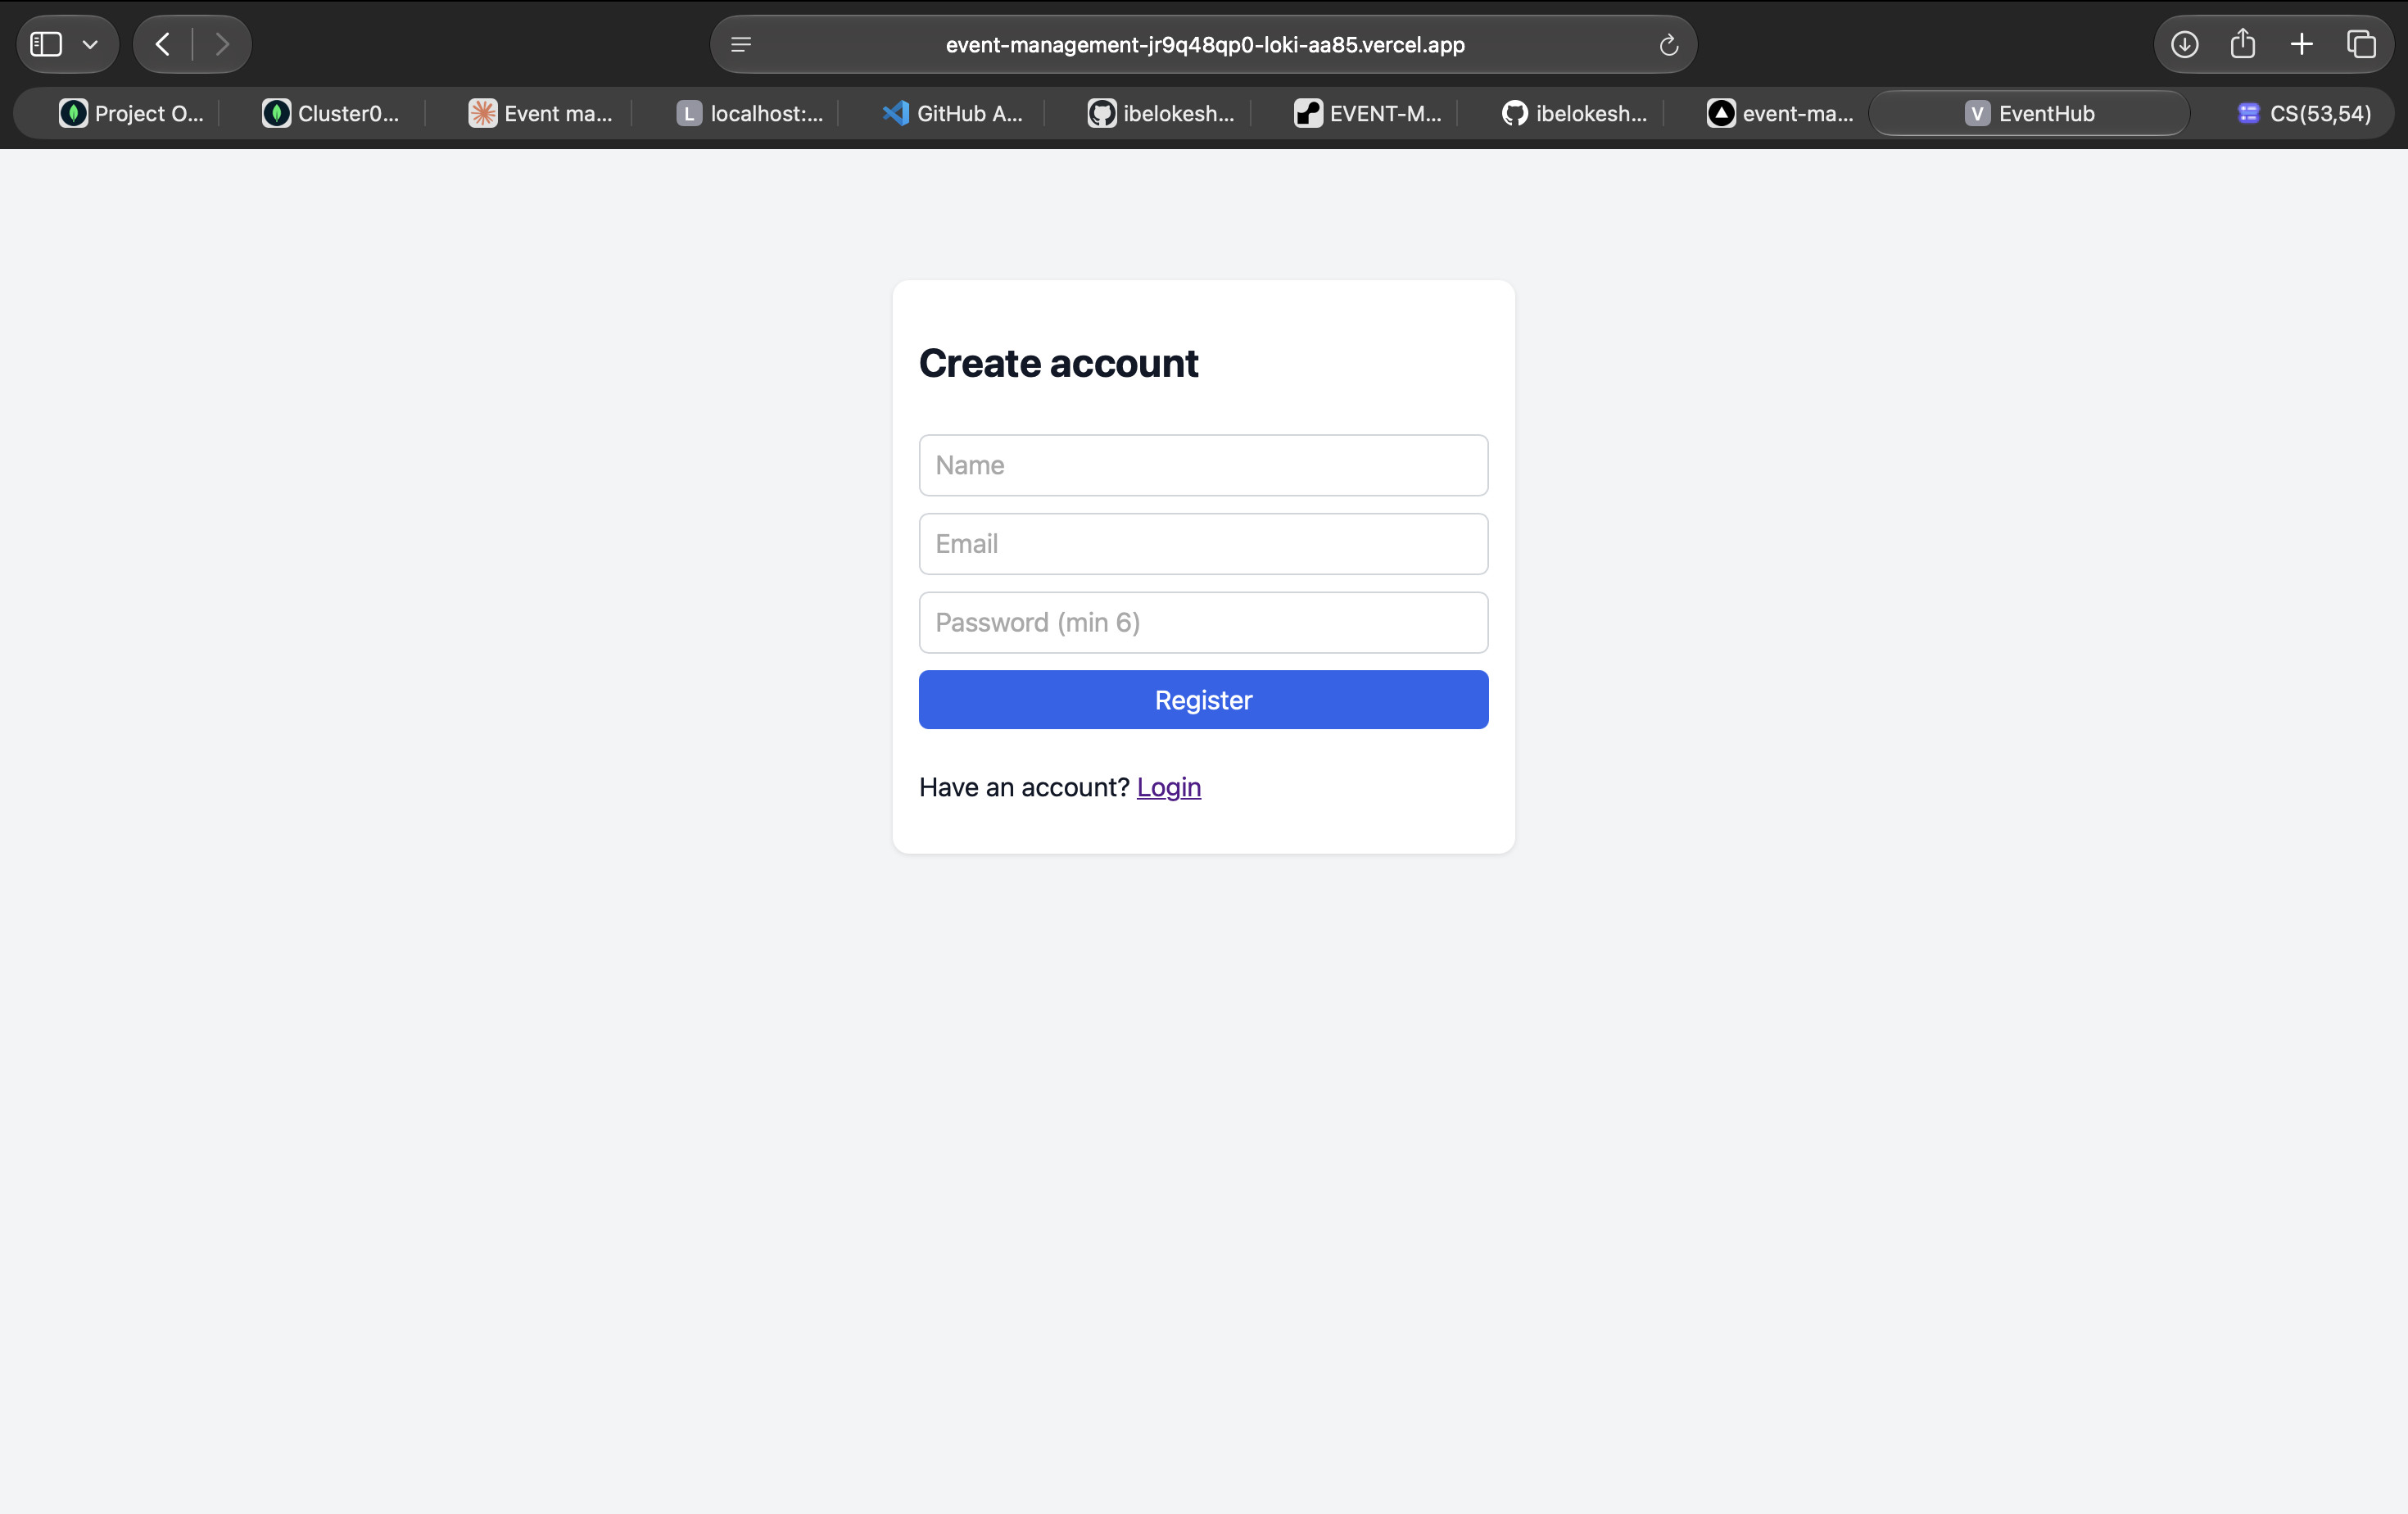 event-management-jr9q48qp0-loki-aa85.vercel.app
Project O... Cluster0... Event ma... L localhost:... GitHub A... ibelokesh... EVENT-M... ibelokesh... event-ma... V EventHub CS(53,54)
Create account
Name
Email
Password (min 6)
Register
Have an account? Login